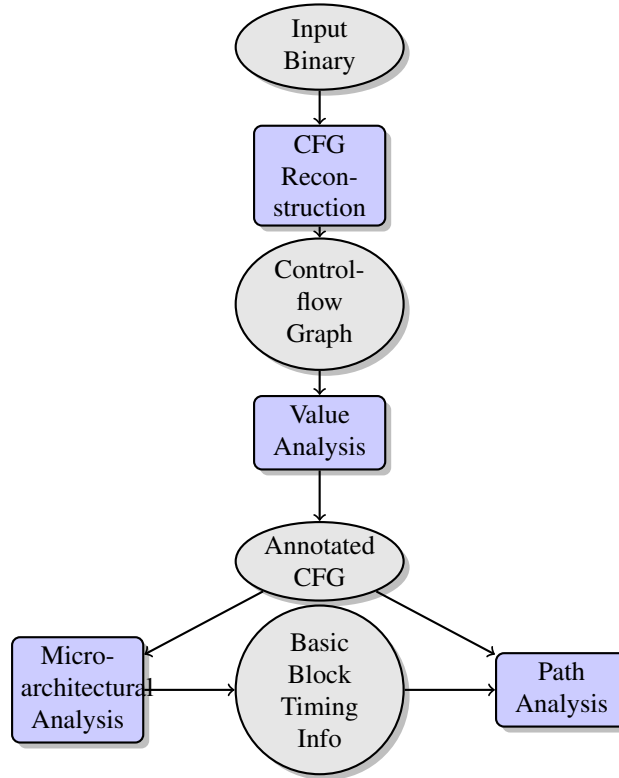 Input
Binary
CFG
Recon-
struction
Control-
flow
Graph
Value
Analysis
Annotated
CFG
Micro-
architectural
Analysis
Basic
Block
Timing
Info
Path
Analysis